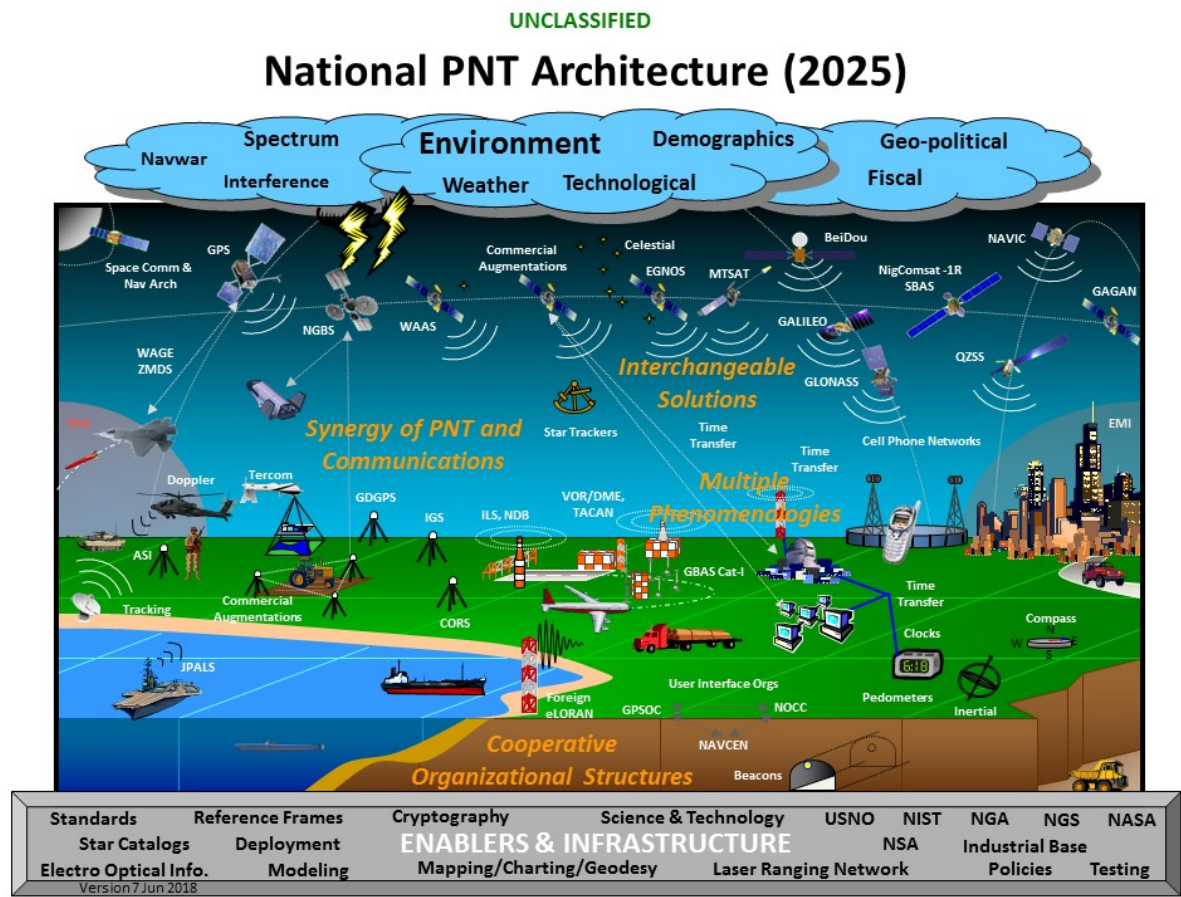 UNCLASSIFIED
National PNT Architecture (2025)
Navwar
Spectrum
Interference
Environment
Weather
Technological
Demographics
Geo-political
Fiscal
Space Comm &
Nav Arch
GPS
NGBS
WAAS
Commercial
Augmentations
Celestial
EGNOS
MTSAT
BeiDou
GALILEO
GLONASS
NigComsat -1R
SBAS
NAVIC
GAGAN
QZSS
WAGE
ZMDS
Interchangeable
Solutions
Synergy of PNT and
Communications
Star Trackers
Time
Transfer
Time
Transfer
Cell Phone Networks
EMI
EMI
Multiple
Phenomenologies
Doppler
Tercom
GDGPS
IGS
ILS, NDB
VOR/DME,
TACAN
GBAS Cat-I
ASI
Tracking
Commercial
Augmentations
CORS
Time
Transfer
Clocks
6:18
Compass
N
W
E
S
JPALS
Foreign
eLORAN
User Interface Orgs
GPSOC
NOCC
NAVCEN
Pedometers
Inertial
Cooperative
Organizational Structures
Beacons
Standards
Reference Frames
Cryptography
Science & Technology
USNO
NIST
NGA
NGS
NASA
Star Catalogs
Deployment
ENABLERS & INFRASTRUCTURE
NSA
Industrial Base
Electro Optical Info.
Modeling
Mapping/Charting/Geodesy
Laser Ranging Network
Policies
Testing
Version 7 Jun 2018